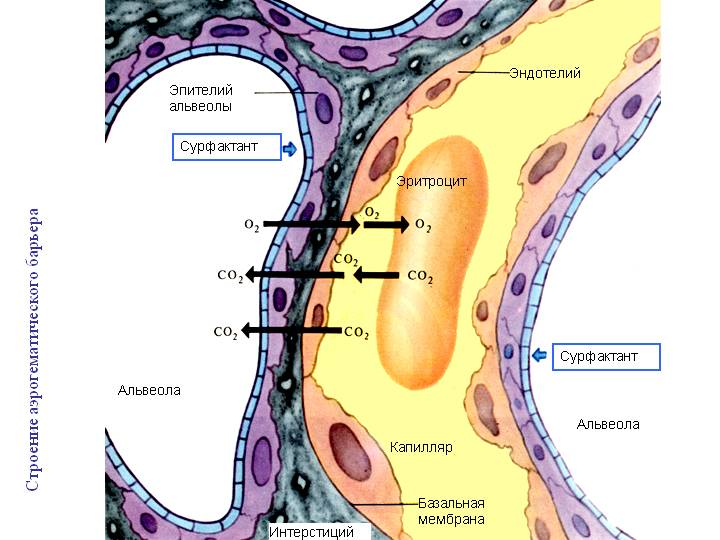 Строение аэрогематического барьера
Эндотелий
Эпителий
альвеолы
Сурфактант
Эритроцит
O2 O2 O2
CO2 CO2 CO2
CO2 CO2
Сурфактант
Альвеола
Альвеола
Капилляр
Базальная
мембрана
Интерстиций